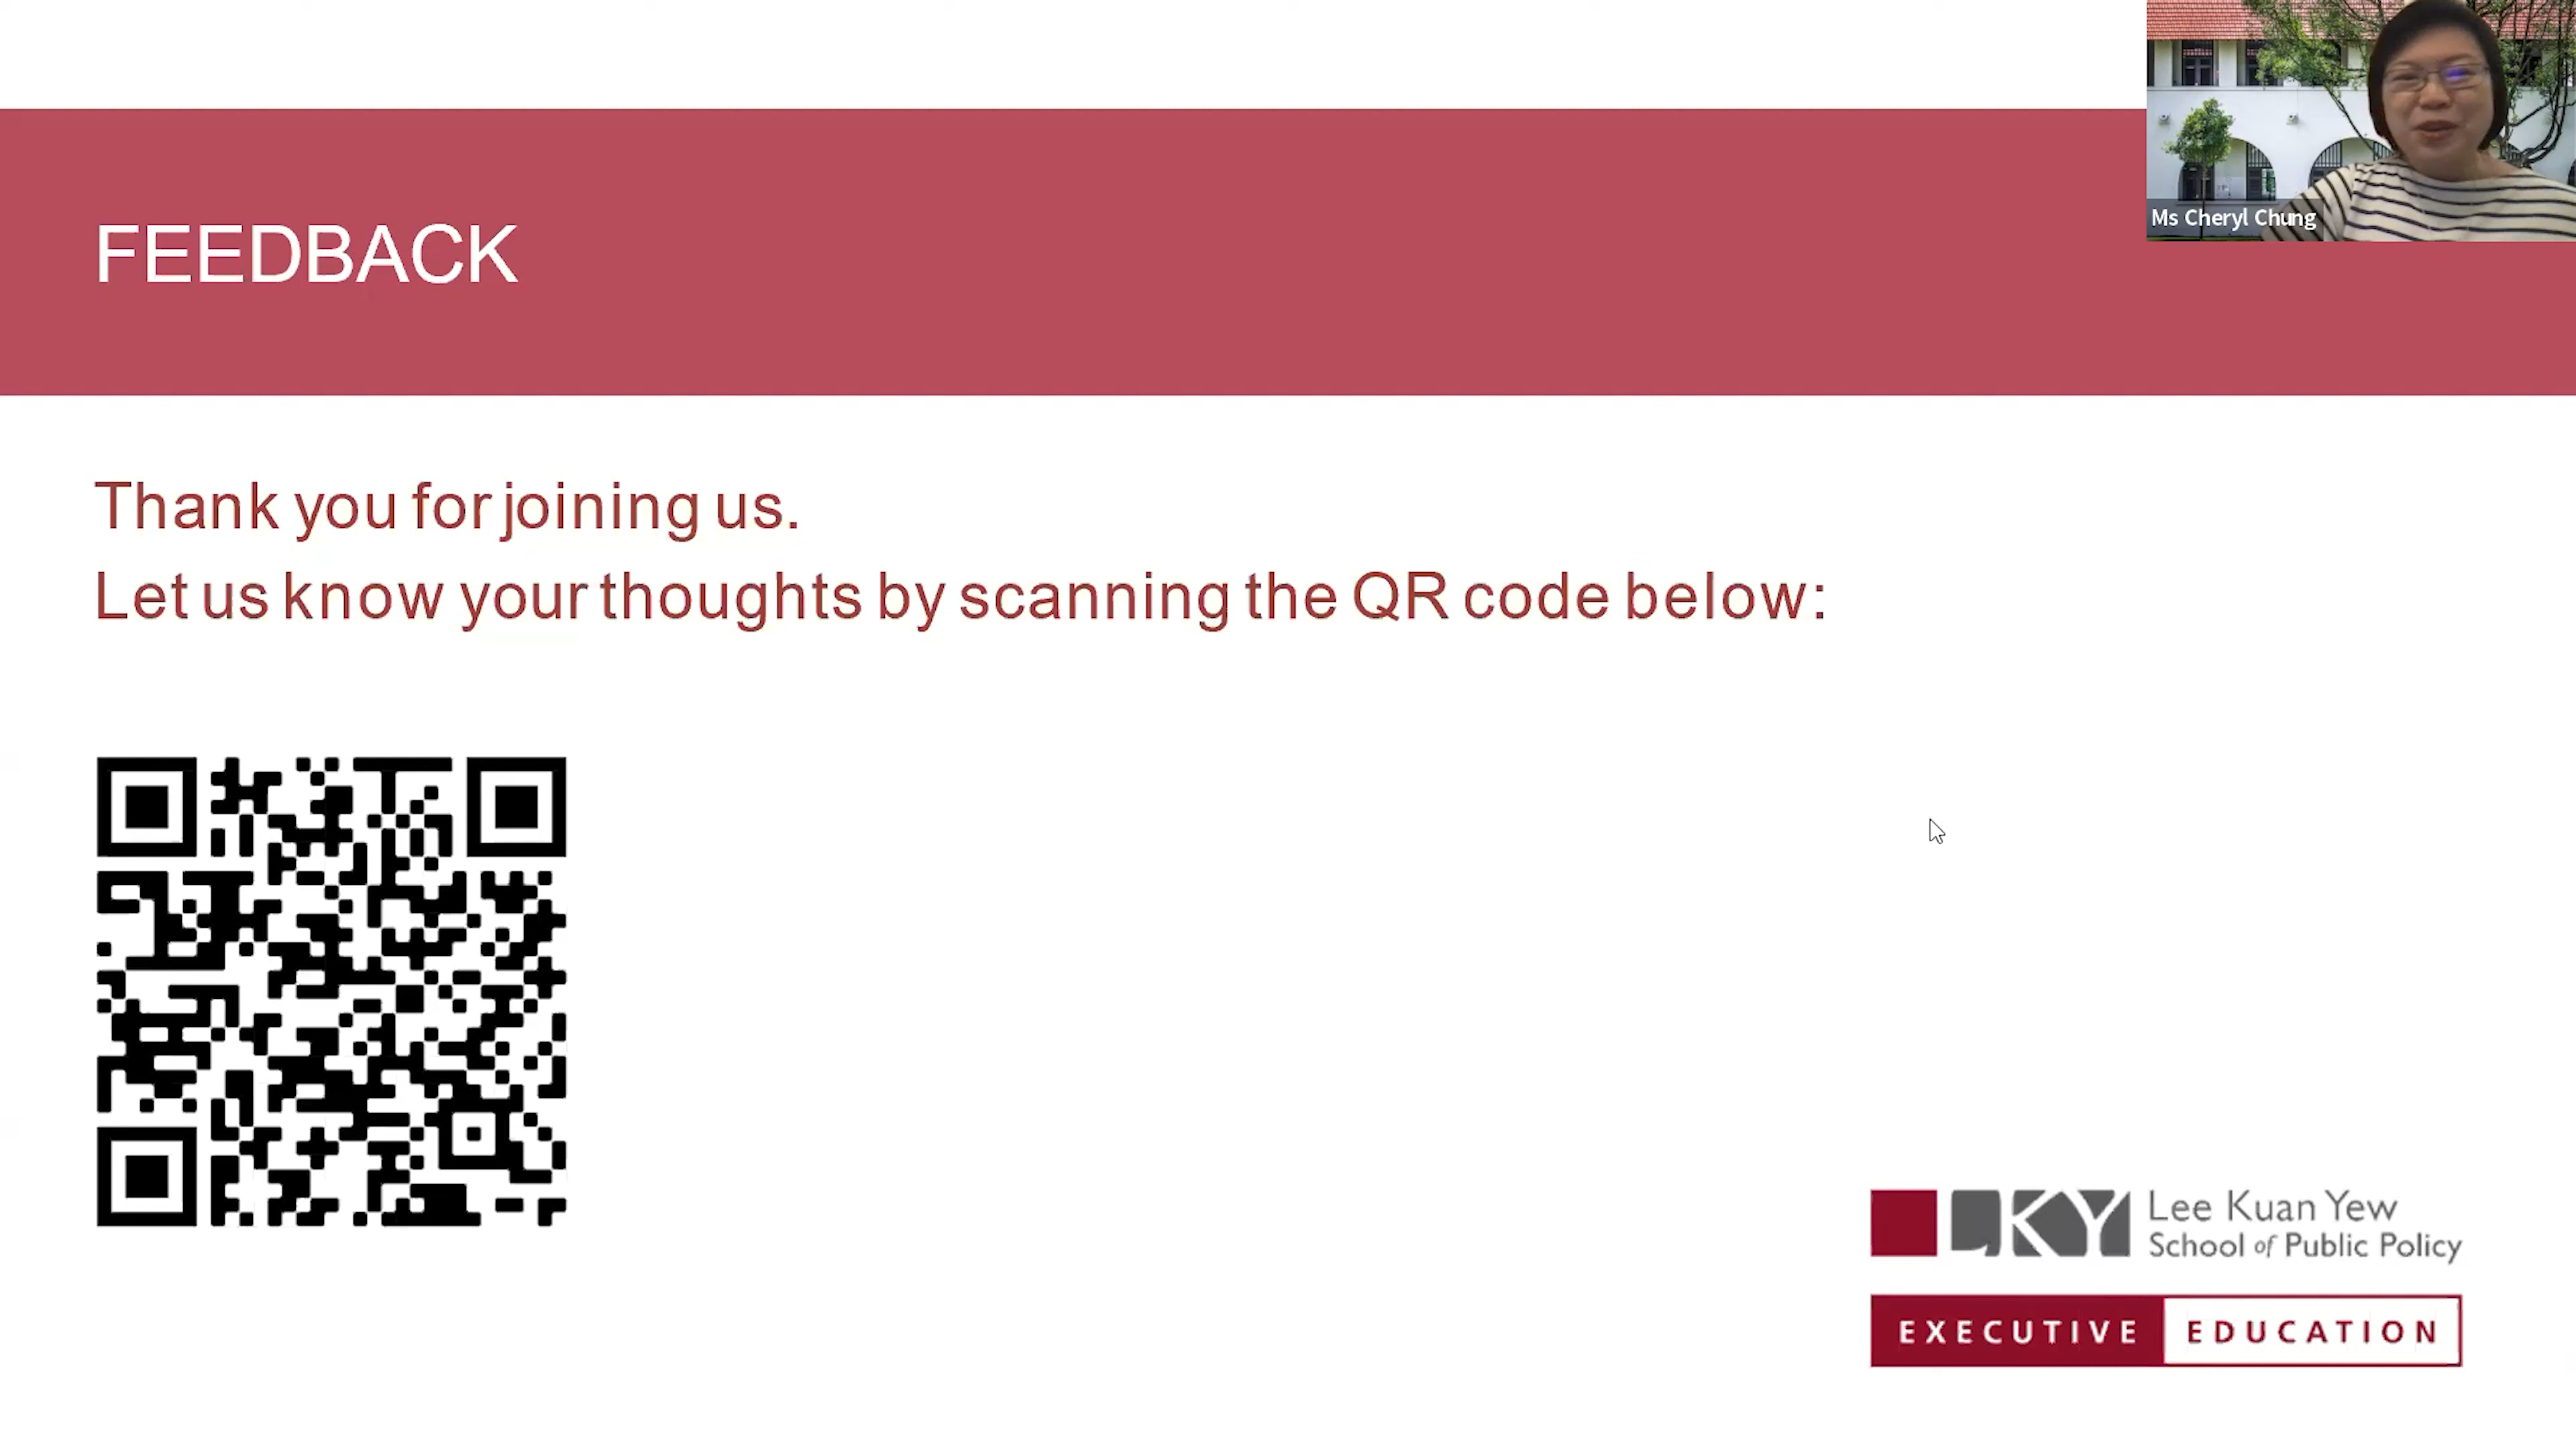 Ms Cheryl Chung
FEEDBACK
Thank you for joining us.
Let us know your thoughts by scanning the QR code below:
LKY
Lee Kuan Yew
School of Public Policy
EXECUTIVE EDUCATION